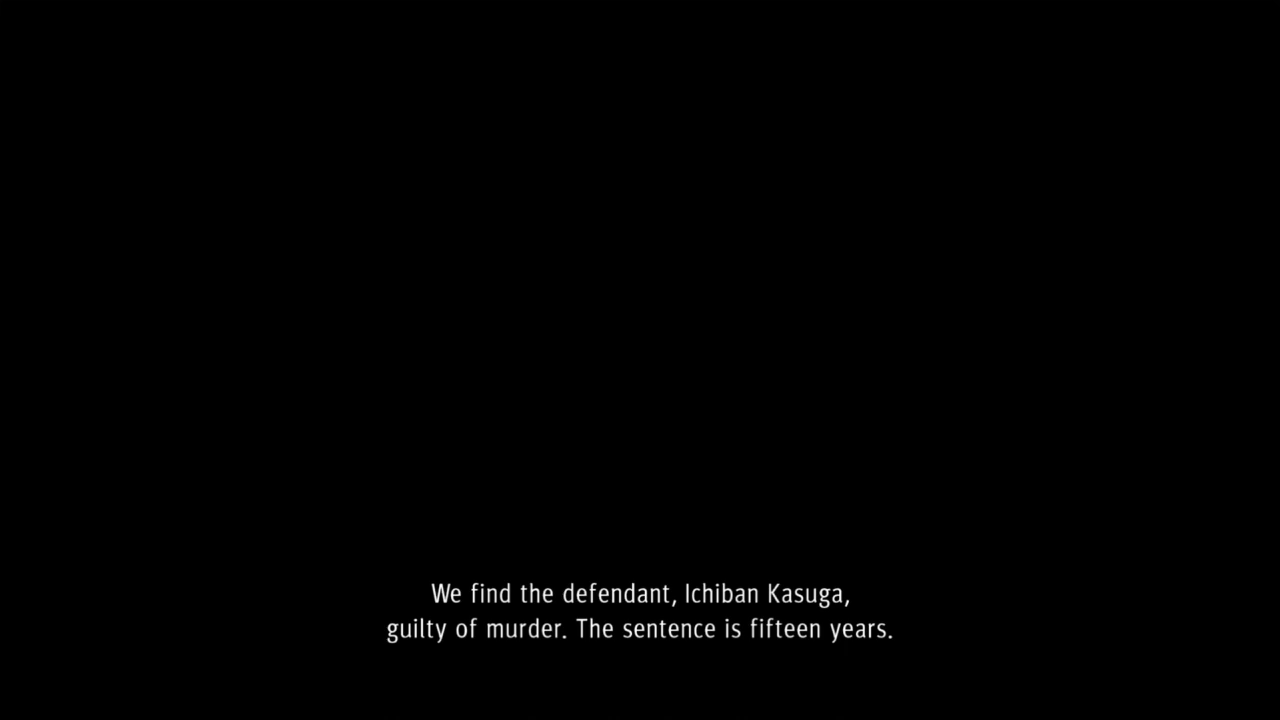 We find the defendant, Ichiban Kasuga,
guilty of murder. The sentence is fifteen years.